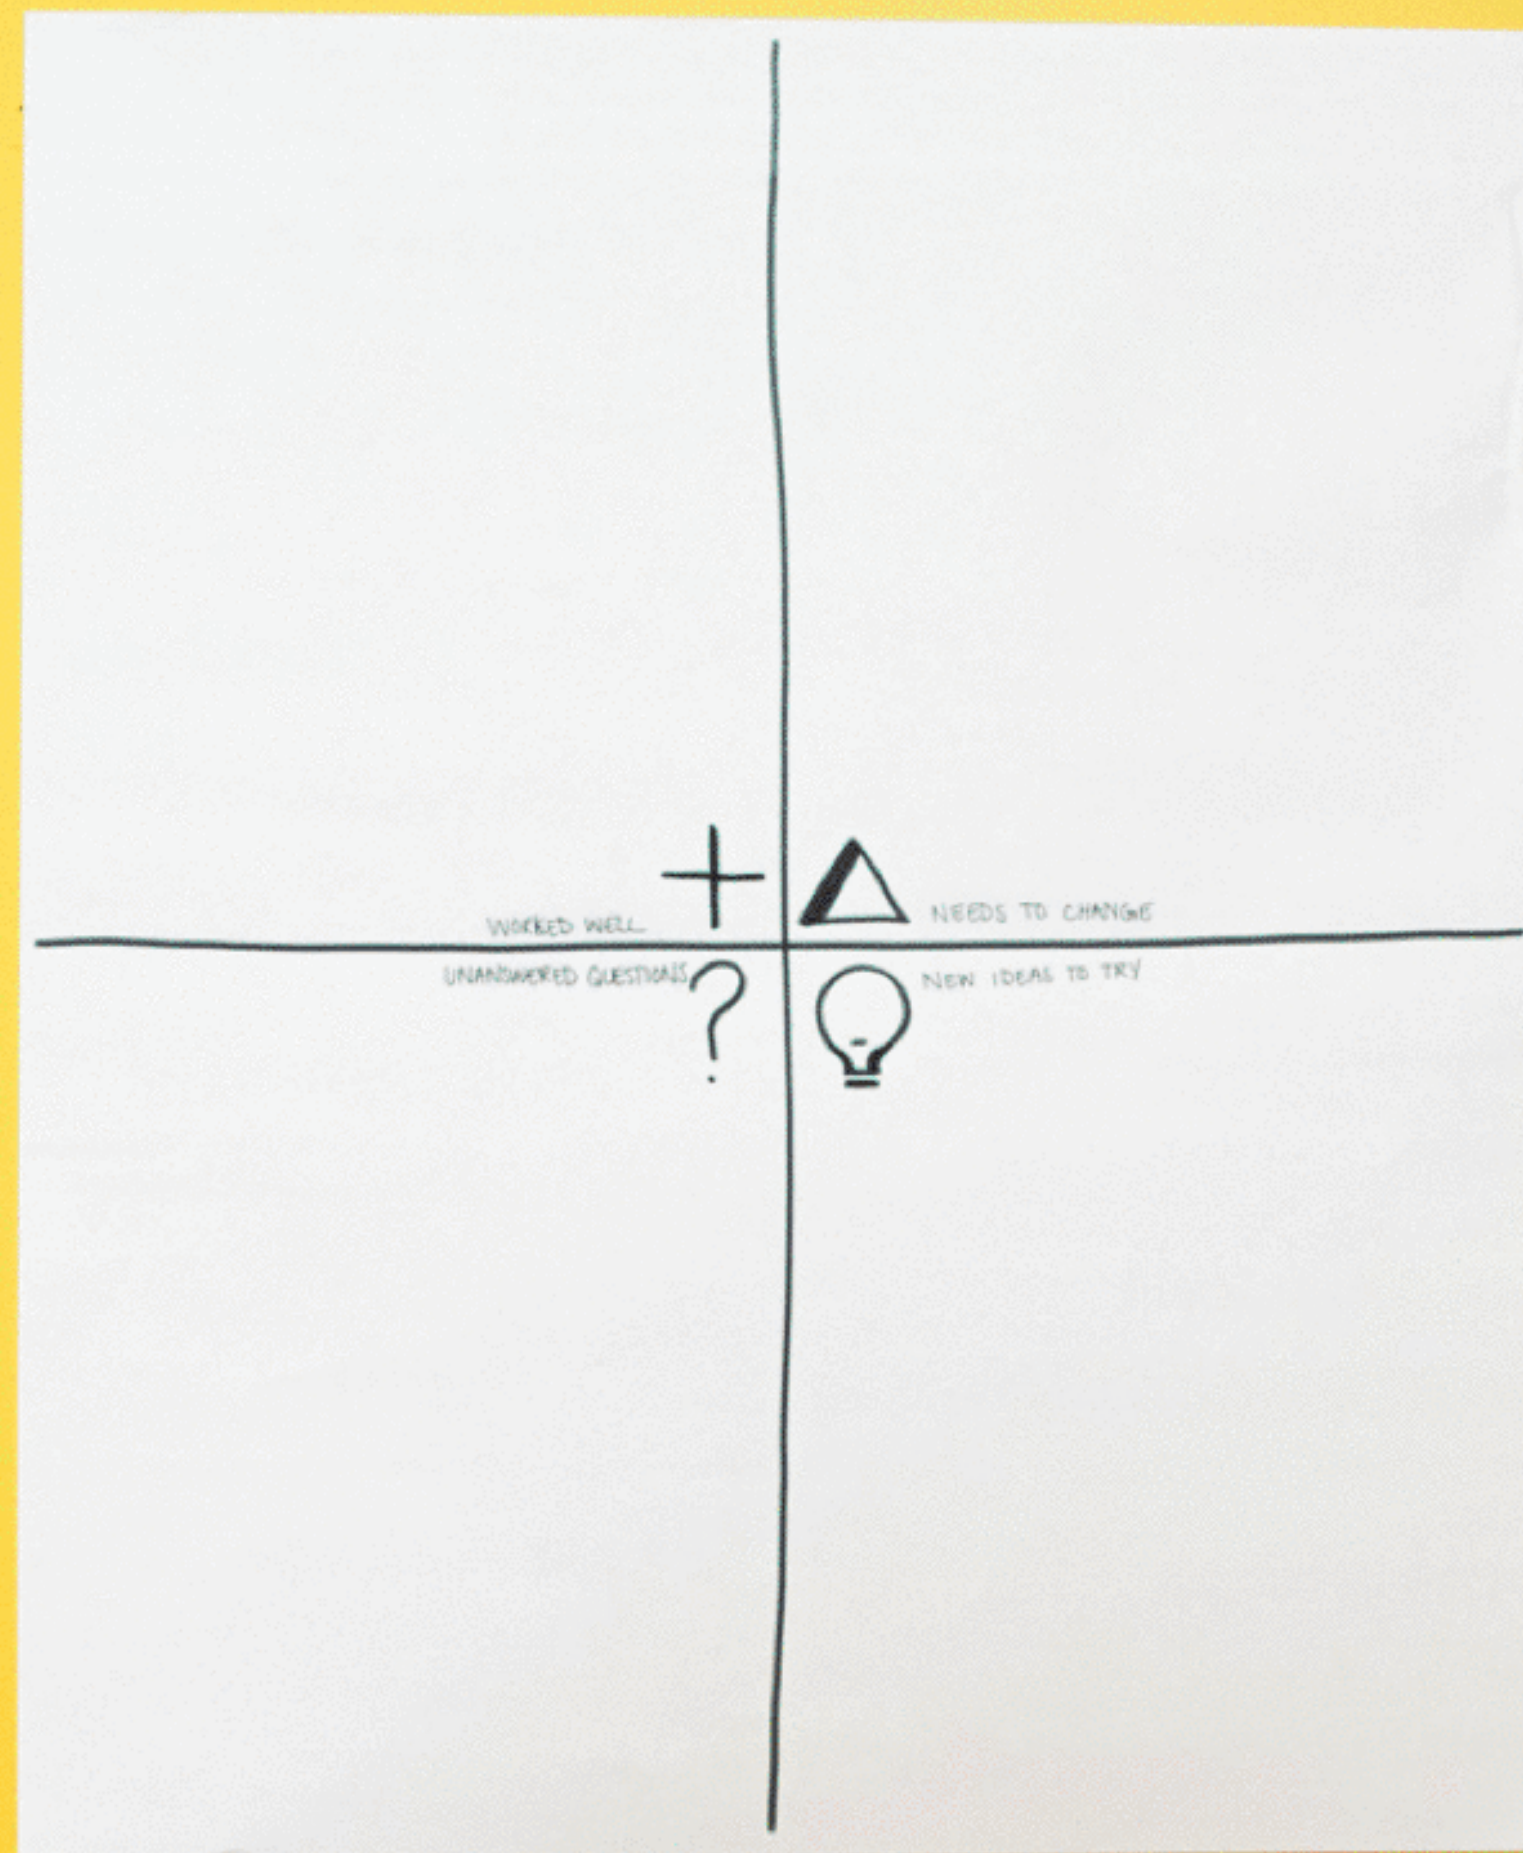 WORKED WELL
NEEDS TO CHANGE
UNANSWERED QUESTIONS
?
NEW IDEAS TO TRY